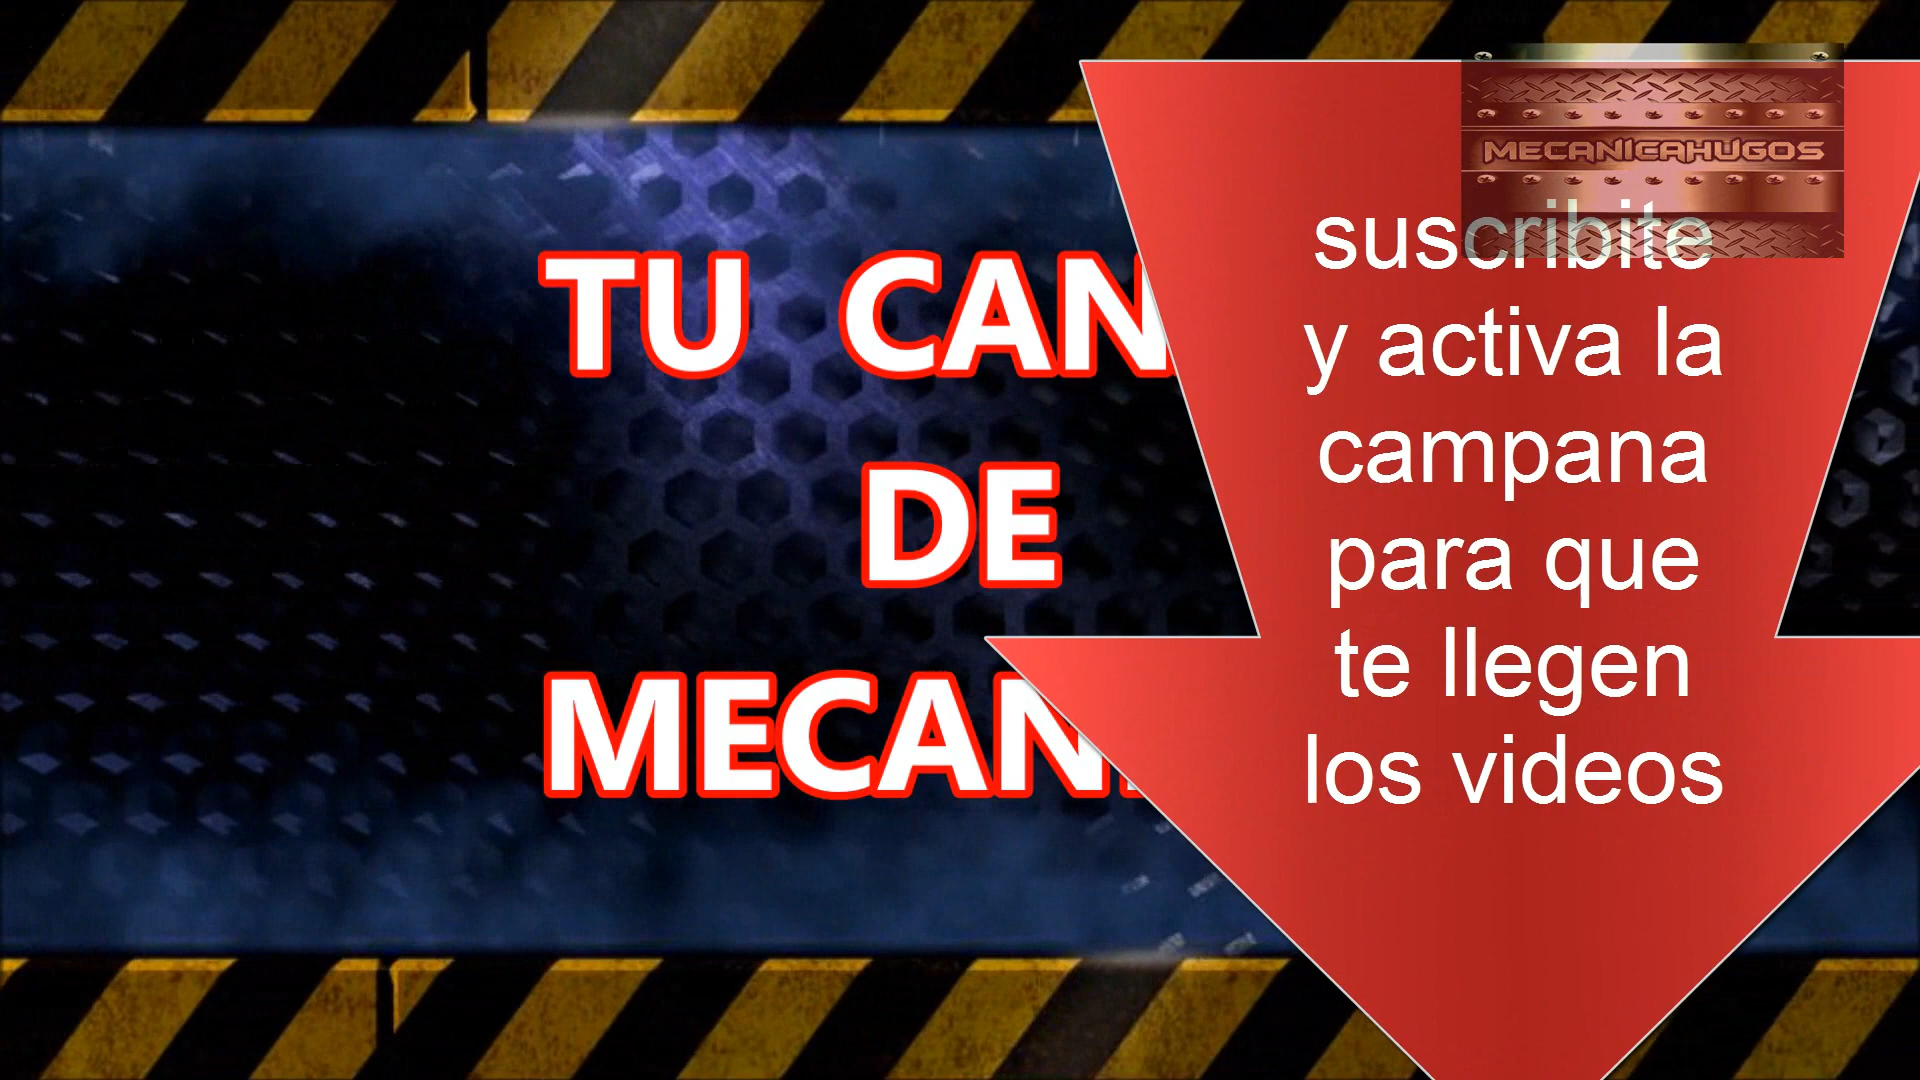 TU CAN
DE
MECAN
MECANICAHUGOS
suscribite
y activa la
campana
para que
te llegen
los videos